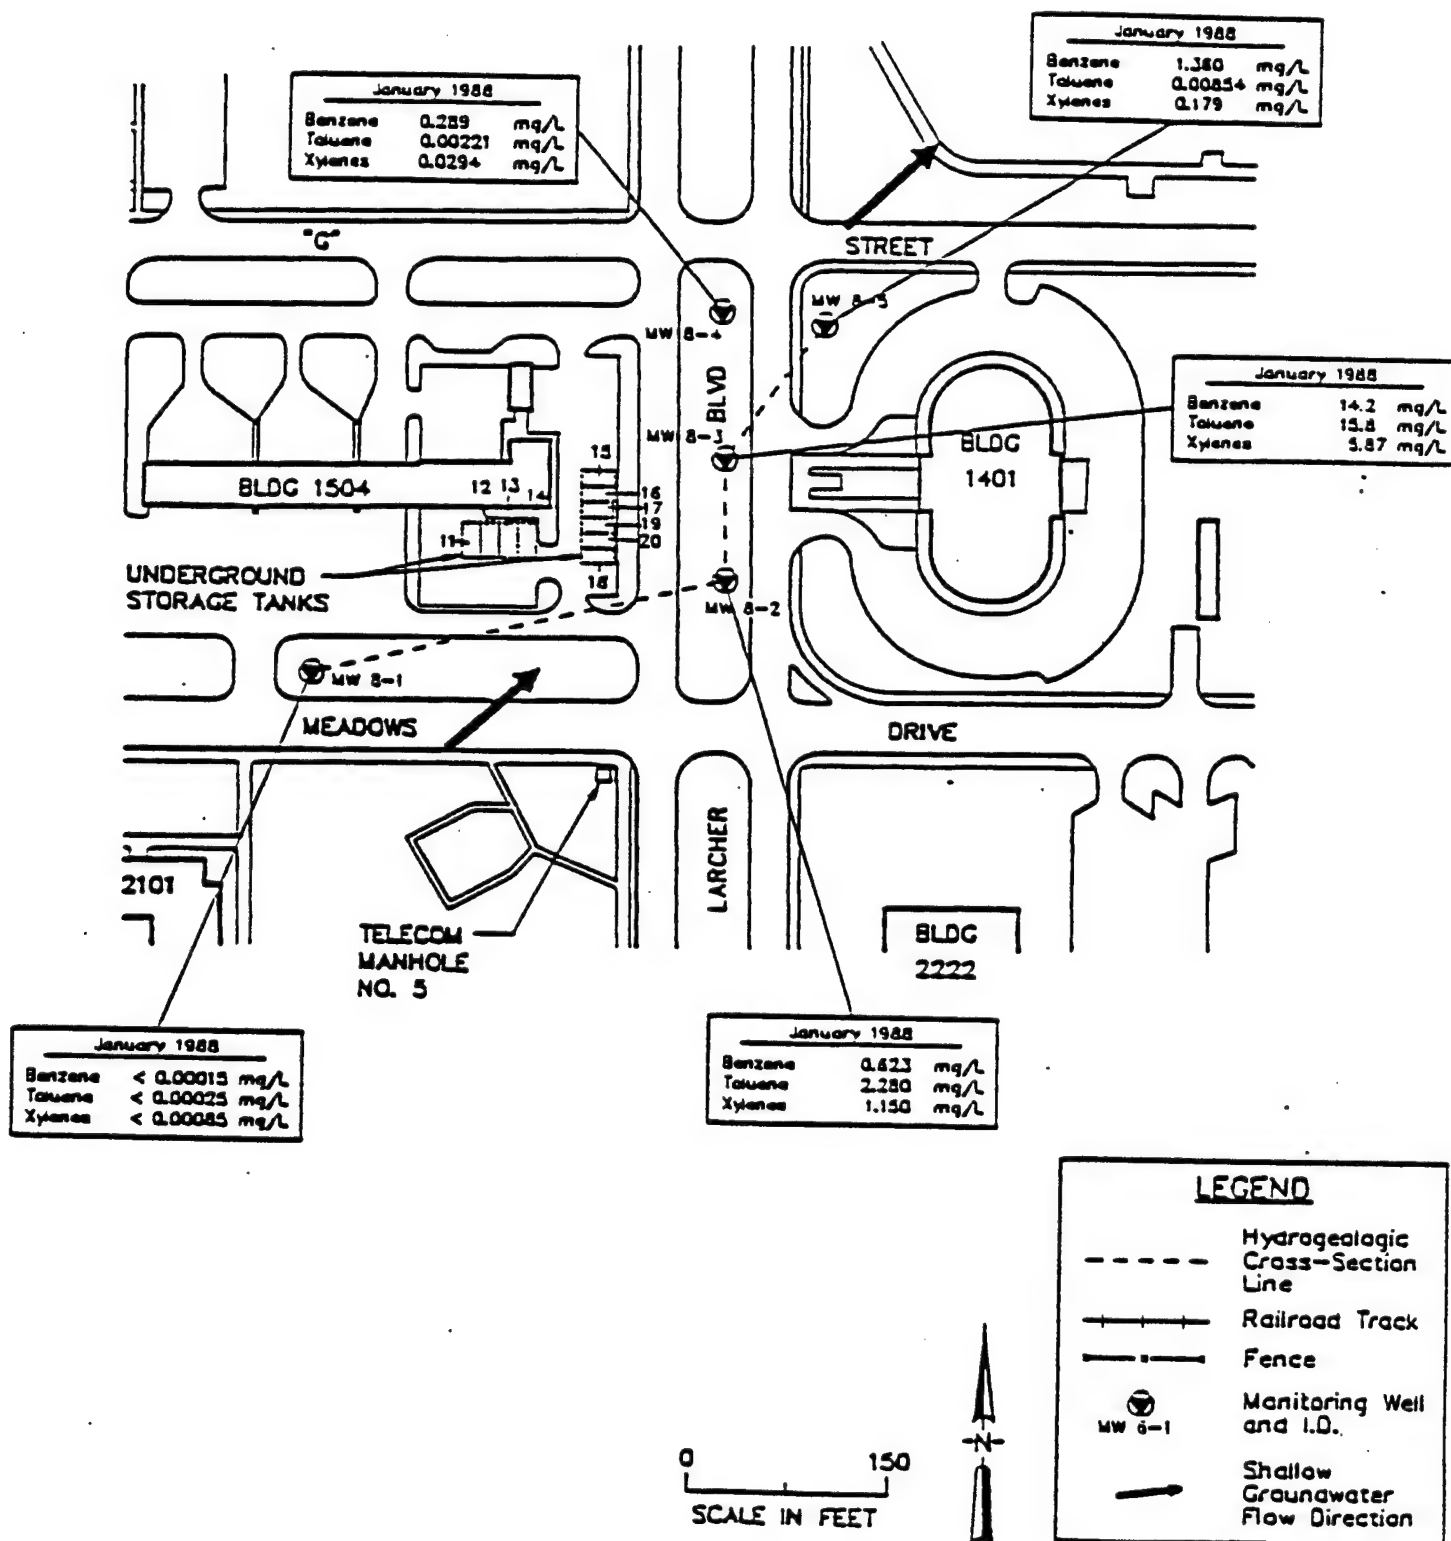 January 1988
Benzene 1.360 mg/L
Toluene 0.00854 mg/L
Xylenes 0.179 mg/L
January 1988
Benzene 0.289 mg/L
Toluene 0.00221 mg/L
Xylenes 0.0294 mg/L
"G"
STREET
MW 8-5
MW 8-4
BLVD
January 1988
Benzene 14.2 mg/L
Toluene 15.8 mg/L
Xylenes 5.87 mg/L
MW 8-3
BLDG
1401
BLDG 1504
15
12 13 14
16
17
19
20
11
18
UNDERGROUND
STORAGE TANKS
MW 8-2
MW 8-1
MEADOWS
DRIVE
LARCHER
2101
TELECOM
MANHOLE
NO. 5
BLDG
2222
January 1988
Benzene < 0.00015 mg/L
Toluene < 0.00025 mg/L
Xylenes < 0.00085 mg/L
January 1988
Benzene 0.623 mg/L
Toluene 2.280 mg/L
Xylenes 1.150 mg/L
LEGEND
Hydrogeologic
Cross-Section
Line
Railroad Track
Fence
Monitoring Well
and I.D.
MW 6-1
Shallow
Groundwater
Flow Direction
0 150
SCALE IN FEET
N